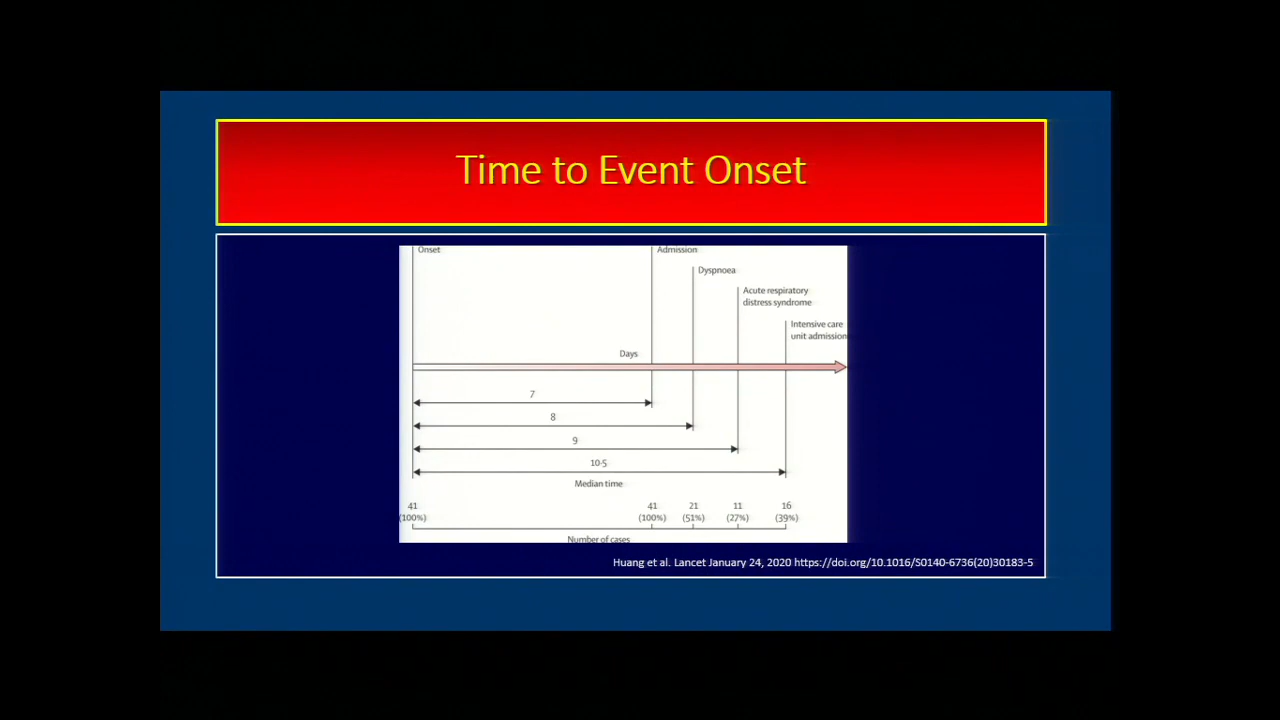 Time to Event Onset
Onset
Admission
Dyspnoea
Acute respiratory
distress syndrome
Intensive care
unit admission
Days
7
8
9
10·5
Median time
41 41 21 11 16
(100%) (100%) (51%) (27%) (39%)
Number of cases
Huang et al. Lancet January 24, 2020 https://doi.org/10.1016/S0140-6736(20)30183-5